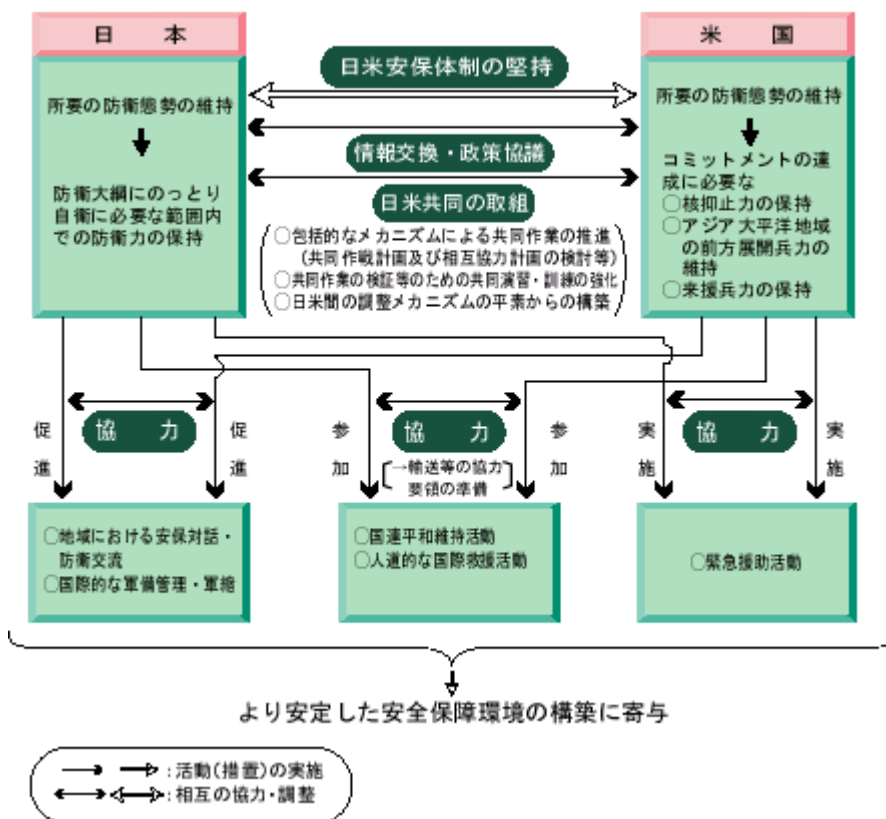 日 本
米 国
日米安保体制の堅持
所要の防衛態勢の維持
防衛大綱にのっとり
自衛に必要な範囲内
での防衛力の保持
情報交換・政策協議
日米共同の取組
○包括的なメカニズムによる共同作業の推進
(共同作戦計画及び相互協力計画の検討等)
○共同作業の検証等のための共同演習・訓練の強化
○日米間の調整メカニズムの平素からの構築
所要の防衛態勢の維持
コミットメントの達
成に必要な
○核抑止力の保持
○アジア太平洋地域
の前方展開兵力の
維持
○来援兵力の保持
促進
協 力
促進
参加
協 力
→輸送等の協力
要領の準備
参加
実施
協 力
実施
○地域における安保対話・
防衛交流
○国際的な軍備管理・軍縮
○国連平和維持活動
○人道的な国際救援活動
○緊急援助活動
より安定した安全保障環境の構築に寄与
:活動(措置)の実施
:相互の協力・調整